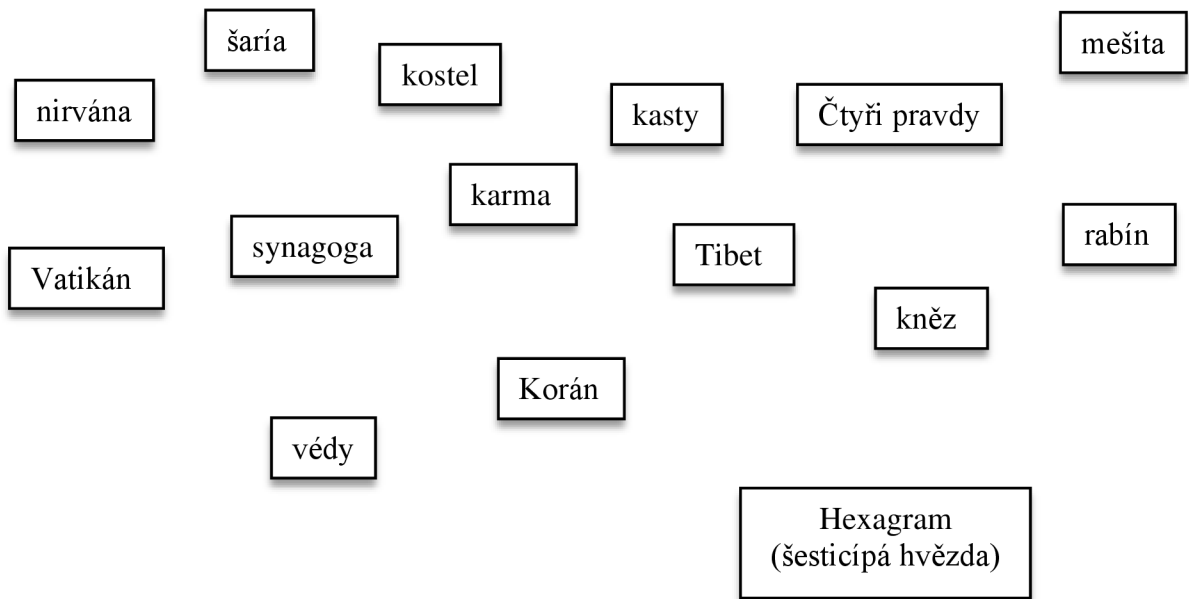 šaría
mešita
kostel
nirvána
kasty
Čtyři pravdy
karma
rabín
synagoga
Tibet
Vatikán
kněz
Korán
védy
Hexagram
(šesticípá hvězda)